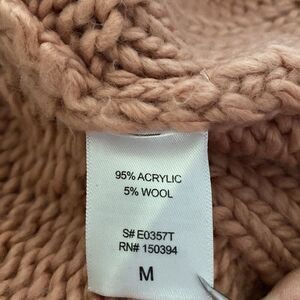 95% ACRYLIC
5% WOOL
S# E0357T
RN# 150394
M